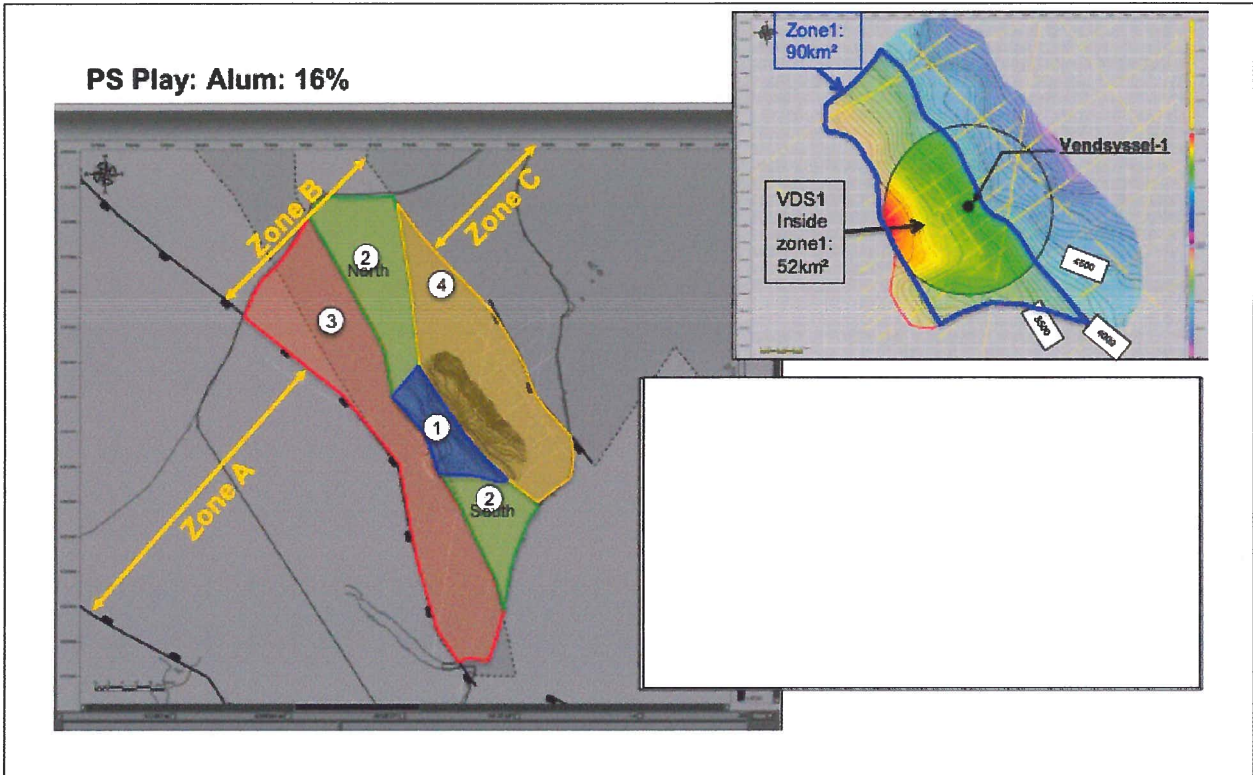 PS Play: Alum: 16%
Zone B
Zone C
2
North
4
3
1
2
South
Zone A
Zone1:
90km²
Vendsyssel-1
VDS1
Inside
zone1:
52km²
4500
3500
4000